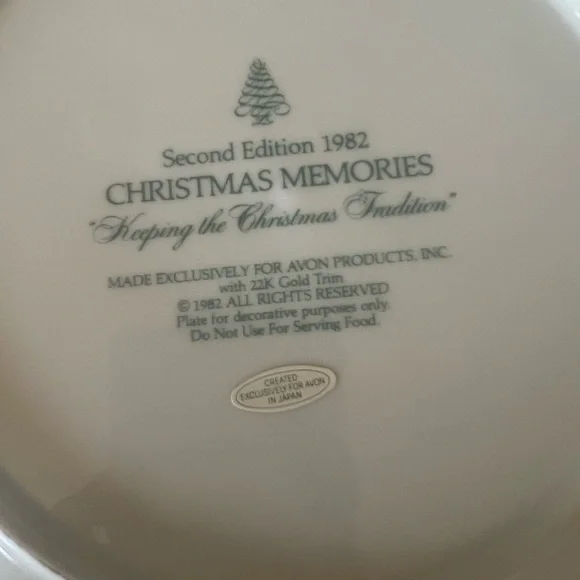 Second Edition 1982
CHRISTMAS MEMORIES
"Keeping the Christmas Tradition"
MADE EXCLUSIVELY FOR AVON PRODUCTS, INC.
with 22K Gold Trim
© 1982 ALL RIGHTS RESERVED
Plate for decorative purposes only.
Do Not Use For Serving Food.
CREATED
EXCLUSIVELY FOR AVON
IN JAPAN